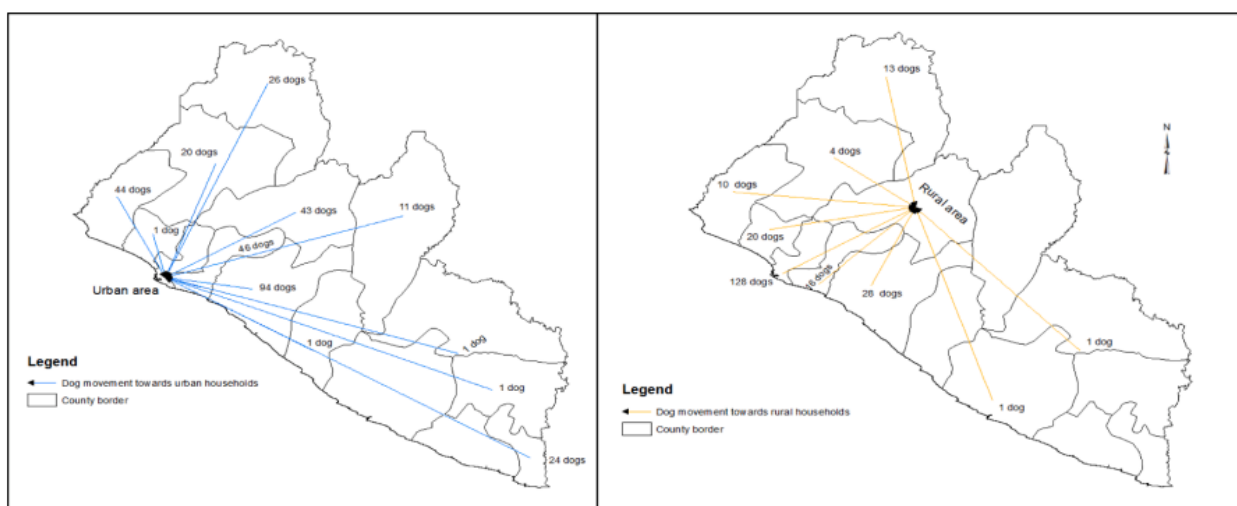 26 dogs
20 dogs
44 dogs
43 dogs
11 dogs
1 dog
46 dogs
94 dogs
Urban area
1 dog
1 dog
1 dog
24 dogs
Legend
Dog movement towards urban households
County border
13 dogs
N
4 dogs
10 dogs
Rural area
20 dogs
128 dogs
dogs
28 dogs
1 dog
1 dog
Legend
Dog movement towards rural households
County border